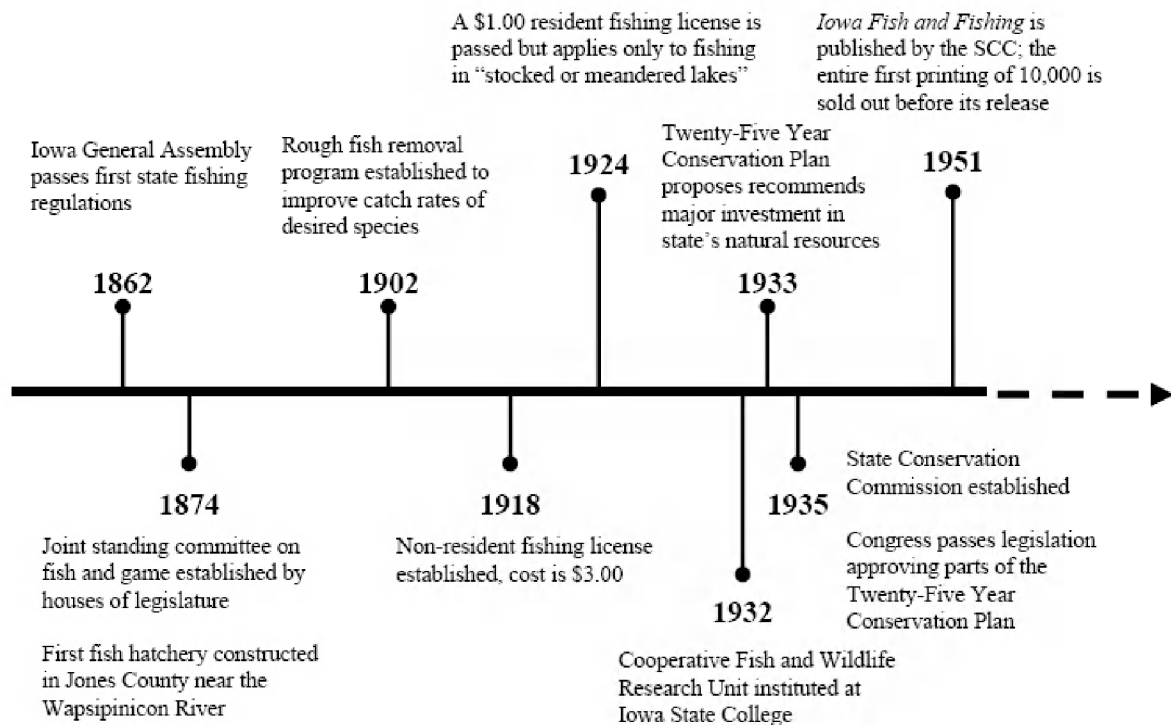 A $1.00 resident fishing license is
passed but applies only to fishing
in “stocked or meandered lakes”
Iowa Fish and Fishing is
published by the SCC; the
entire first printing of 10,000 is
sold out before its release
Iowa General Assembly
passes first state fishing
regulations
Rough fish removal
program established to
improve catch rates of
desired species
1924
Twenty-Five Year
Conservation Plan
proposes recommends
major investment in
state’s natural resources
1951
1862
1902
1933
1874
Joint standing committee on
fish and game established by
houses of legislature
First fish hatchery constructed
in Jones County near the
Wapsipinicon River
1918
Non-resident fishing license
established, cost is $3.00
1932
Cooperative Fish and Wildlife
Research Unit instituted at
Iowa State College
1935
State Conservation
Commission established
Congress passes legislation
approving parts of the
Twenty-Five Year
Conservation Plan